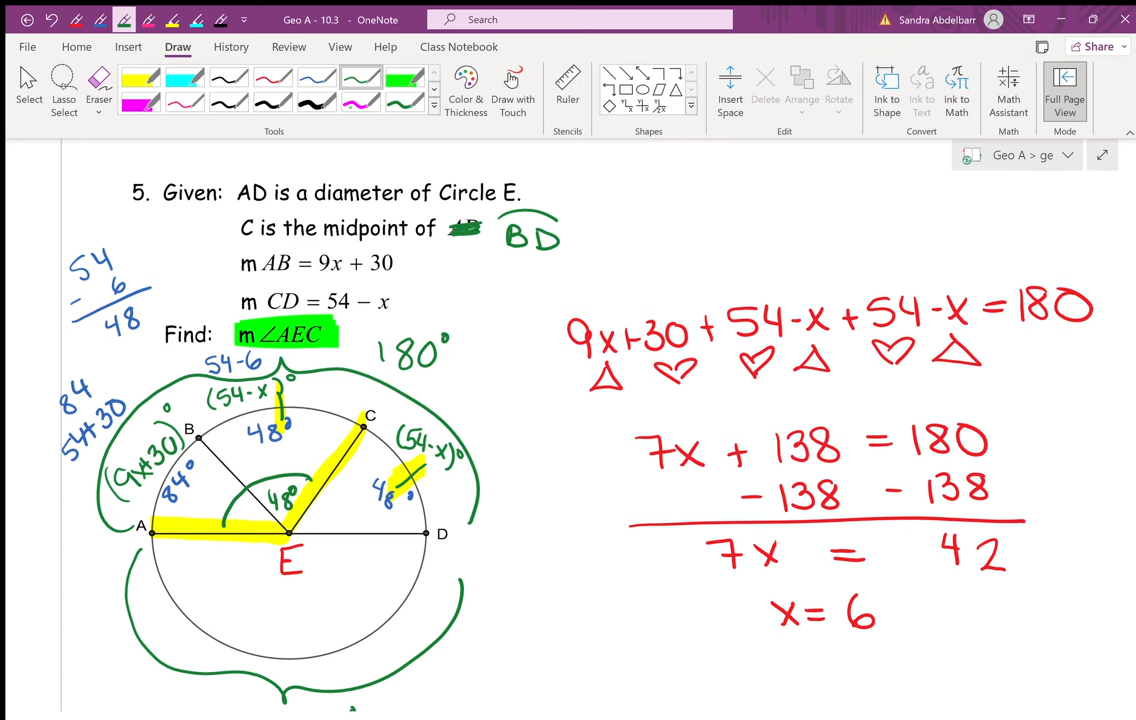 Geo A - 10.3 - OneNote
Search
Sandra Abdelbarr
File Home Insert Draw History Review View Help Class Notebook
Share
Select
Lasso Select
Eraser
Color & Thickness
Draw with Touch
Ruler
Insert Space
Delete
Arrange
Rotate
Ink to Shape
Ink to Text
Ink to Math
Math Assistant
Full Page View
Tools
Stencils
Shapes
Edit
Convert
Math
Mode
Geo A > ge
5. Given: AD is a diameter of Circle E.
C is the midpoint of BD
m AB = 9x + 30
m CD = 54 − x
Find: m ∠AEC
54
- 6
48
54-6
180°
84
54+30
(9x+30)°
(54-x)°
(54-x)°
84°
48°
48°
48°
A
B
C
D
E
9x+30 + 54-x + 54-x = 180
7x + 138 = 180
- 138 - 138
7x = 42
x = 6